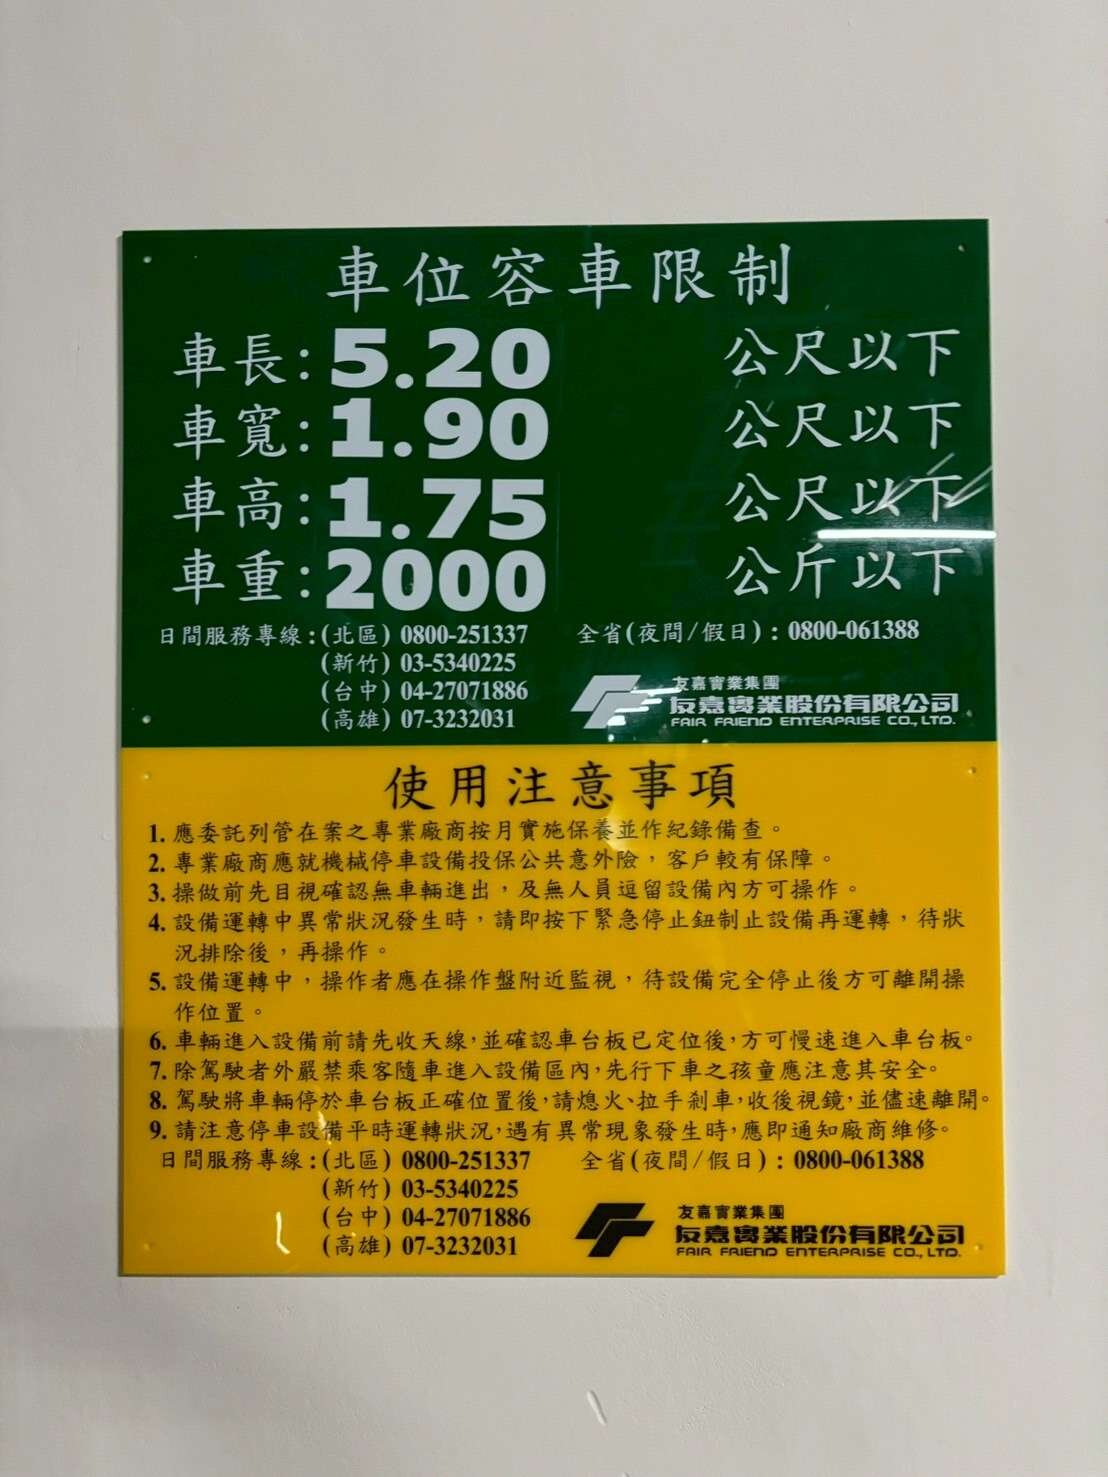 車位容車限制
車長:5.20 公尺以下
車寬:1.90 公尺以下
車高:1.75 公尺以下
車重:2000 公斤以下
日間服務專線:(北區) 0800-251337 全省(夜間/假日):0800-061388
(新竹) 03-5340225
(台中) 04-27071886
(高雄) 07-3232031
友嘉實業集團
友嘉實業股份有限公司
FAIR FRIEND ENTERPRISE CO., LTD.
使用注意事項
1. 應委託列管在案之專業廠商按月實施保養並作紀錄備查。
2. 專業廠商應就機械停車設備投保公共意外險,客戶較有保障。
3. 操做前先目視確認無車輛進出,及無人員逗留設備內方可操作。
4. 設備運轉中異常狀況發生時,請即按下緊急停止鈕制止設備再運轉,待狀
況排除後,再操作。
5. 設備運轉中,操作者應在操作盤附近監視,待設備完全停止後方可離開操
作位置。
6. 車輛進入設備前請先收天線,並確認車台板已定位後,方可慢速進入車台板。
7. 除駕駛者外嚴禁乘客隨車進入設備區內,先行下車之孩童應注意其安全。
8. 駕駛將車輛停於車台板正確位置後,請熄火、拉手剎車,收後視鏡,並儘速離開。
9. 請注意停車設備平時運轉狀況,遇有異常現象發生時,應即通知廠商維修。
日間服務專線:(北區) 0800-251337 全省(夜間/假日):0800-061388
(新竹) 03-5340225
(台中) 04-27071886
(高雄) 07-3232031
友嘉實業集團
友嘉實業股份有限公司
FAIR FRIEND ENTERPRISE CO., LTD.